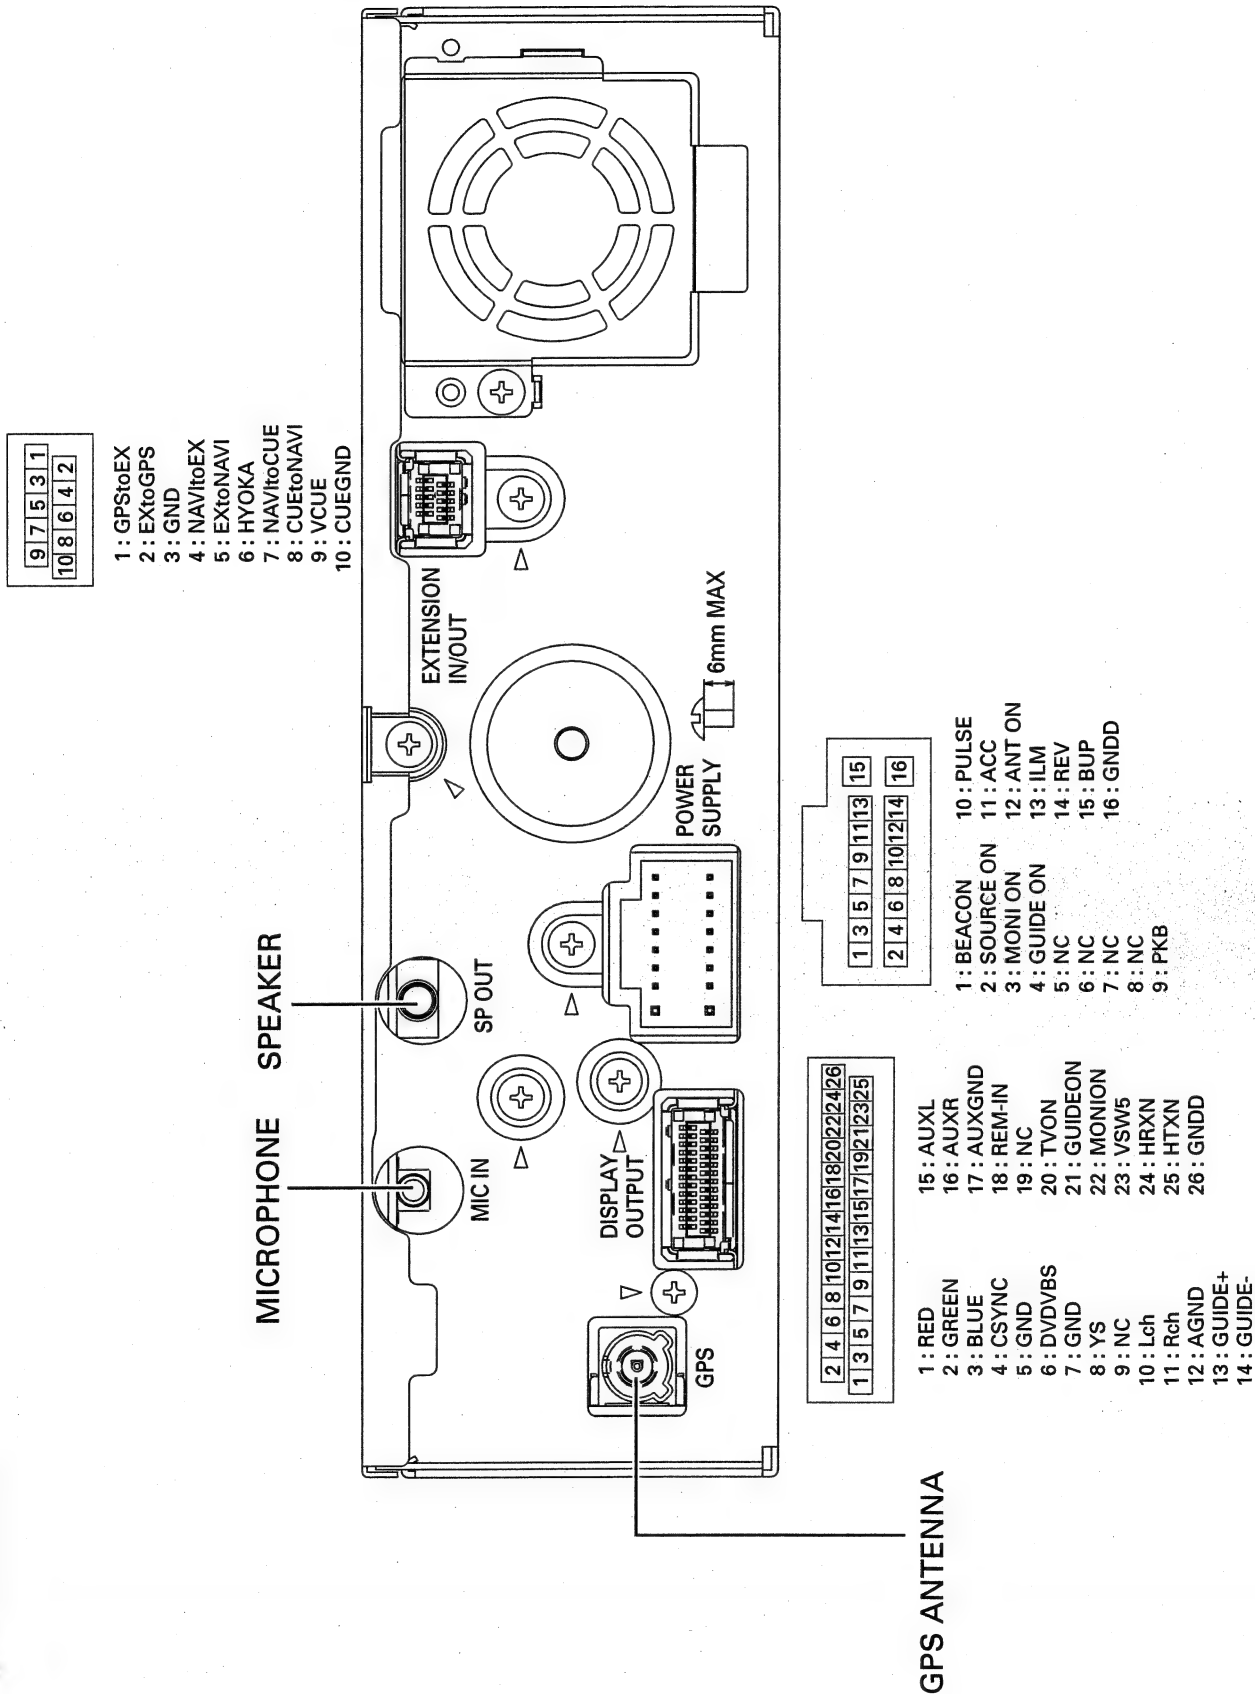 9 7 5 3 1
10 8 6 4 2
1 : GPStoEX
2 : EXtoGPS
3 : GND
4 : NAVItoEX
5 : EXtoNAVI
6 : HYOKA
7 : NAVItoCUE
8 : CUEtoNAVI
9 : VCUE
10 : CUEGND
MICROPHONE
SPEAKER
MIC IN
SP OUT
EXTENSION
IN/OUT
GPS
DISPLAY
OUTPUT
POWER
SUPPLY
6mm MAX
GPS ANTENNA
2 4 6 8 10 12 14 16 18 20 22 24 26
1 3 5 7 9 11 13 15 17 19 21 23 25
1 : RED
2 : GREEN
3 : BLUE
4 : CSYNC
5 : GND
6 : DVDVBS
7 : GND
8 : YS
9 : NC
10 : Lch
11 : Rch
12 : AGND
13 : GUIDE+
14 : GUIDE-
15 : AUXL
16 : AUXR
17 : AUXGND
18 : REM-IN
19 : NC
20 : TVON
21 : GUIDEON
22 : MONION
23 : VSW5
24 : HRXN
25 : HTXN
26 : GNDD
1 3 5 7 9 11 13 15
2 4 6 8 10 12 14 16
1 : BEACON
2 : SOURCE ON
3 : MONI ON
4 : GUIDE ON
5 : NC
6 : NC
7 : NC
8 : NC
9 : PKB
10 : PULSE
11 : ACC
12 : ANT ON
13 : ILM
14 : REV
15 : BUP
16 : GNDD